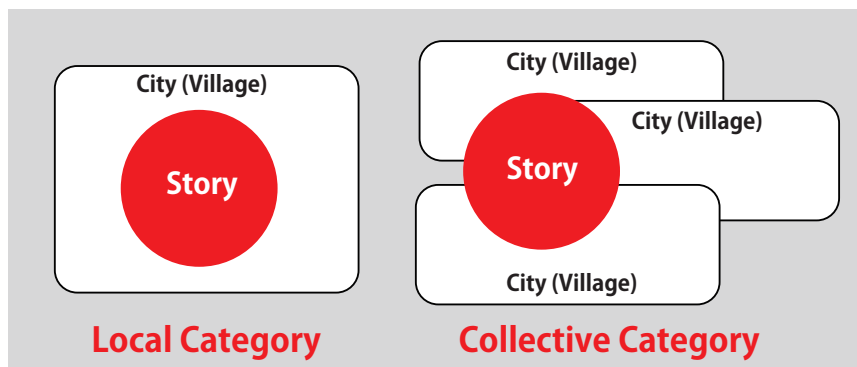 City (Village)
Story
Local Category
City (Village)
City (Village)
Story
City (Village)
Collective Category